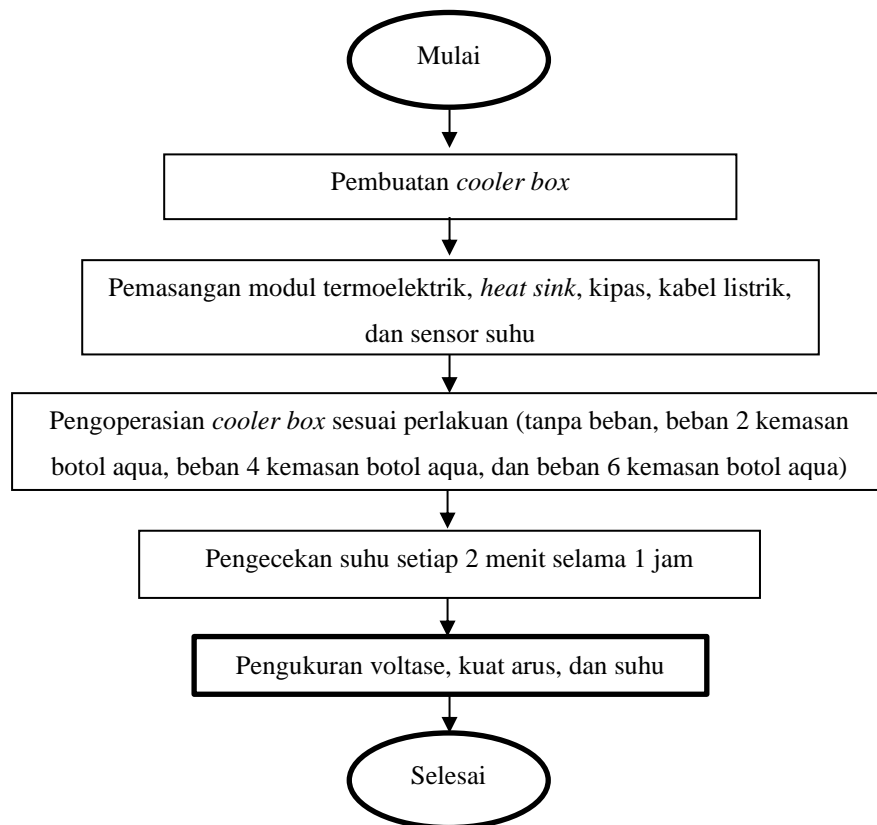 Mulai
Pembuatan cooler box
Pemasangan modul termoelektrik, heat sink, kipas, kabel listrik,
dan sensor suhu
Pengoperasian cooler box sesuai perlakuan (tanpa beban, beban 2 kemasan
botol aqua, beban 4 kemasan botol aqua, dan beban 6 kemasan botol aqua)
Pengecekan suhu setiap 2 menit selama 1 jam
Pengukuran voltase, kuat arus, dan suhu
Selesai